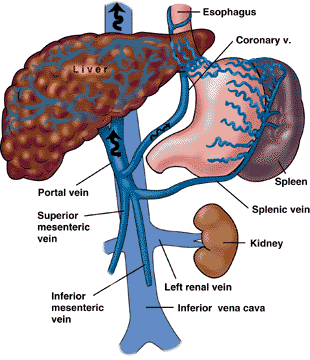 Esophagus
Coronary v.
Liver
Spleen
Portal vein
Splenic vein
Superior
mesenteric
vein
Kidney
Left renal vein
Inferior
mesenteric
vein
Inferior vena cava